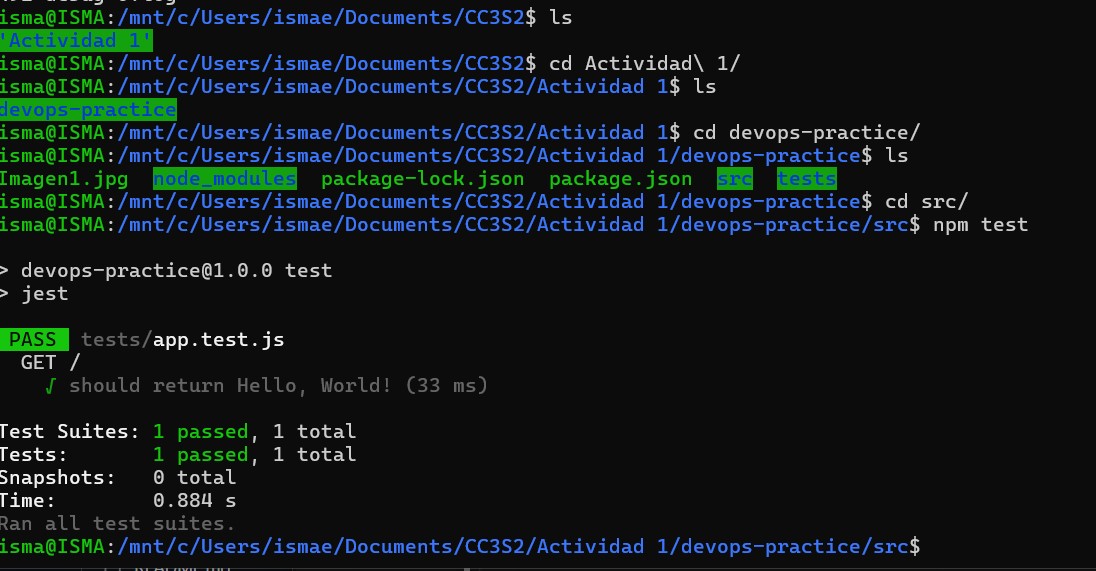 isma@ISMA:/mnt/c/Users/ismae/Documents/CC3S2$ ls
'Actividad 1'
isma@ISMA:/mnt/c/Users/ismae/Documents/CC3S2$ cd Actividad\ 1/
isma@ISMA:/mnt/c/Users/ismae/Documents/CC3S2/Actividad 1$ ls
devops-practice
isma@ISMA:/mnt/c/Users/ismae/Documents/CC3S2/Actividad 1$ cd devops-practice/
isma@ISMA:/mnt/c/Users/ismae/Documents/CC3S2/Actividad 1/devops-practice$ ls
Imagen1.jpg  node_modules  package-lock.json  package.json  src  tests
isma@ISMA:/mnt/c/Users/ismae/Documents/CC3S2/Actividad 1/devops-practice$ cd src/
isma@ISMA:/mnt/c/Users/ismae/Documents/CC3S2/Actividad 1/devops-practice/src$ npm test
> devops-practice@1.0.0 test
> jest
PASS tests/app.test.js
GET /
√ should return Hello, World! (33 ms)
Test Suites: 1 passed, 1 total
Tests:       1 passed, 1 total
Snapshots:   0 total
Time:        0.884 s
Ran all test suites.
isma@ISMA:/mnt/c/Users/ismae/Documents/CC3S2/Actividad 1/devops-practice/src$